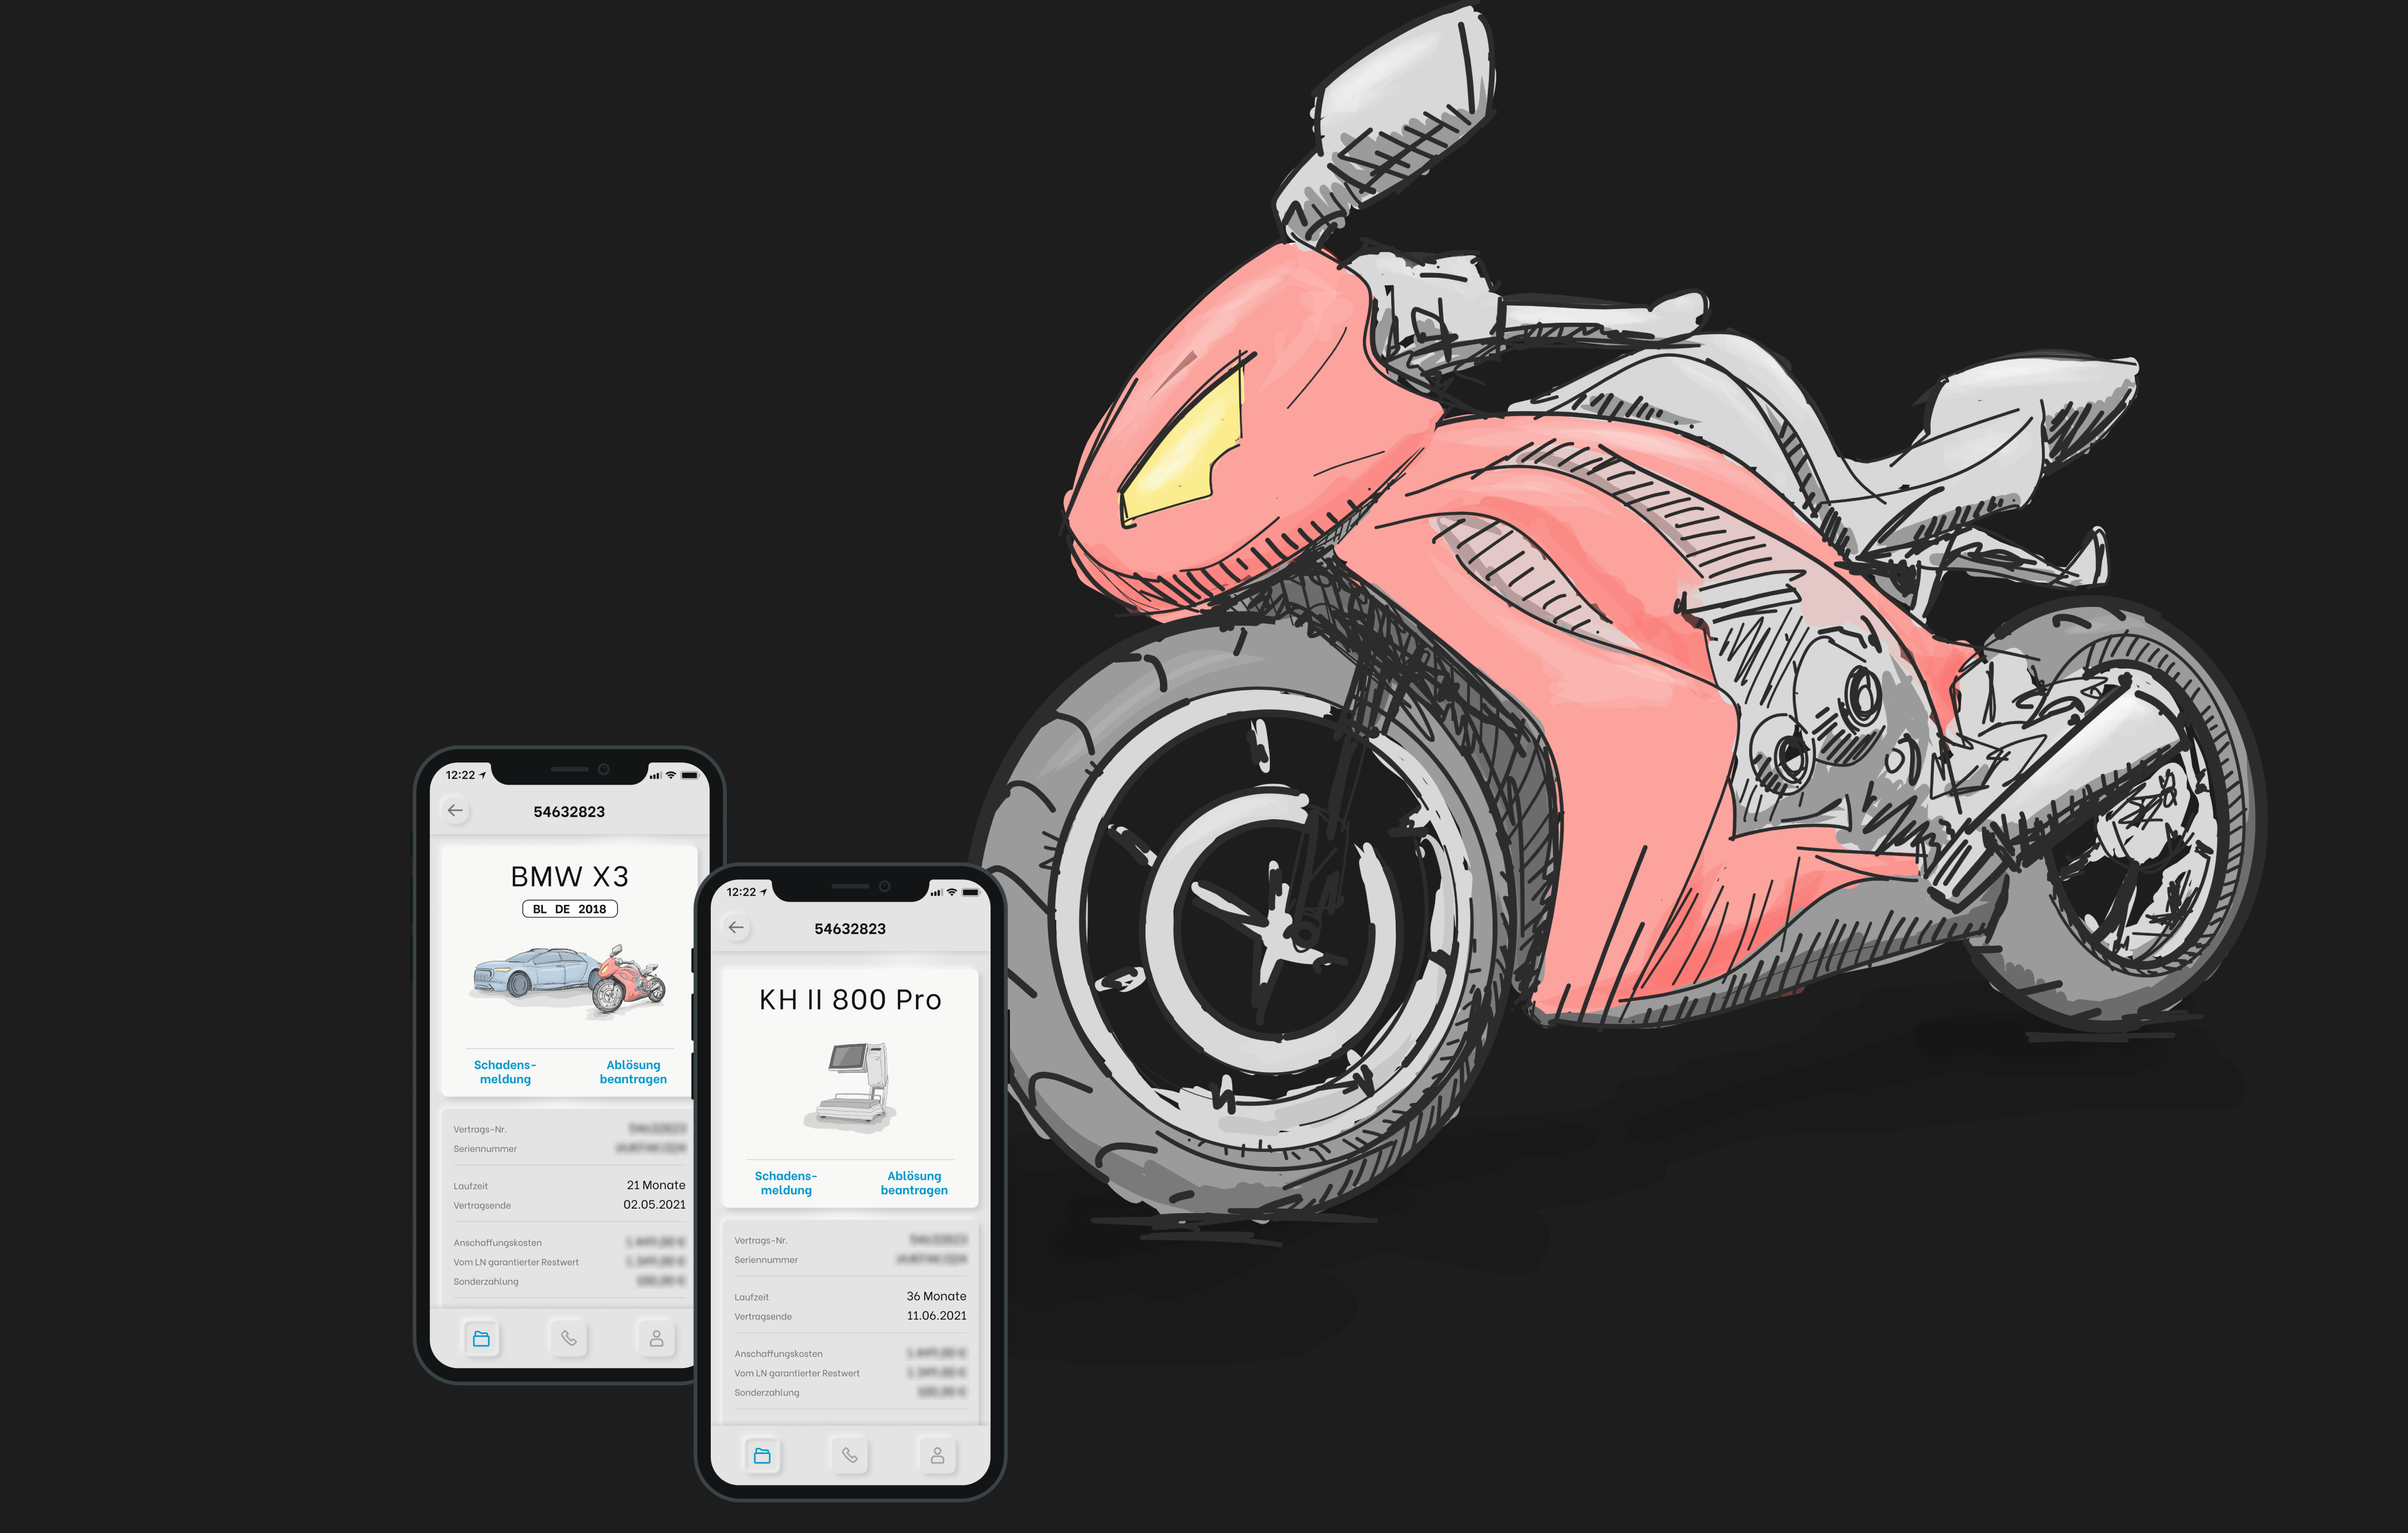 12:22
54632823
BMW X3
BL DE 2018
Schadens-
meldung
Ablösung
beantragen
Vertrags-Nr.
Seriennummer
Laufzeit 21 Monate
Vertragsende 02.05.2021
Anschaffungskosten
Vom LN garantierter Restwert
Sonderzahlung
12:22
54632823
KH II 800 Pro
Schadens-
meldung
Ablösung
beantragen
Vertrags-Nr.
Seriennummer
Laufzeit 36 Monate
Vertragsende 11.06.2021
Anschaffungskosten
Vom LN garantierter Restwert
Sonderzahlung